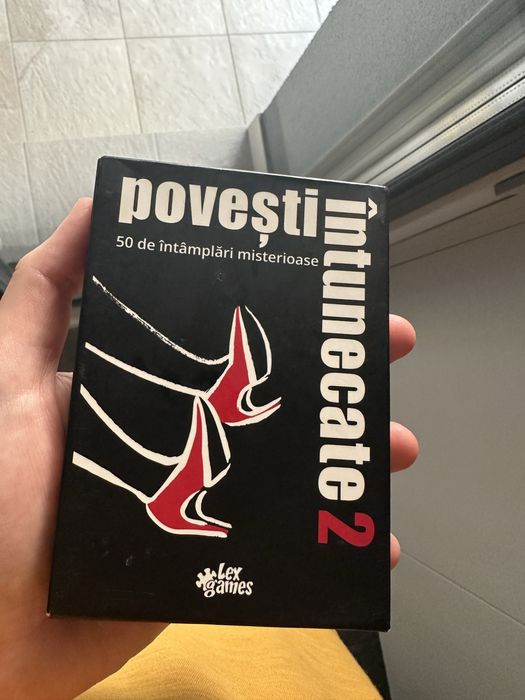 povești
întunecate 2
50 de întâmplări misterioase
Lex
games